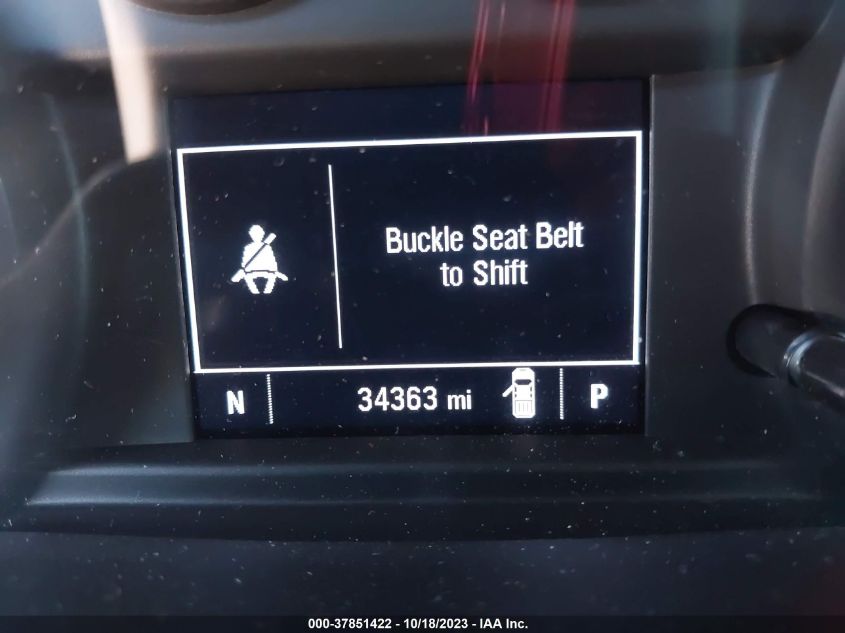 Buckle Seat Belt
to Shift
N 34363 mi P
000-37851422 - 10/18/2023 - IAA Inc.